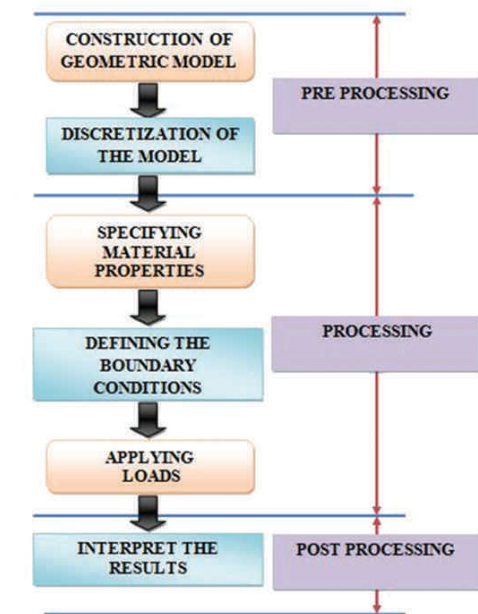 CONSTRUCTION OF
GEOMETRIC MODEL
PRE PROCESSING
DISCRETIZATION OF
THE MODEL
SPECIFYING
MATERIAL
PROPERTIES
PROCESSING
DEFINING THE
BOUNDARY
CONDITIONS
APPLYING
LOADS
INTERPRET THE
RESULTS
POST PROCESSING